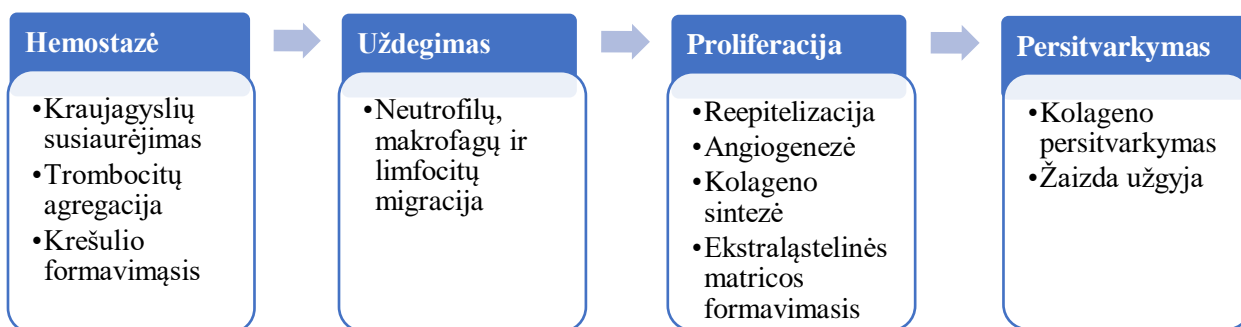 Hemostazė
•Kraujagyslių
susiaurėjimas
•Trombocitų
agregacija
•Krešulio
formavimąsis
Uždegimas
•Neutrofilų,
makrofagų ir
limfocitų
migracija
Proliferacija
•Reepitelizacija
•Angiogenezė
•Kolageno
sintezė
•Ekstraląstelinės
matricos
formavimasis
Persitvarkymas
•Kolageno
persitvarkymas
•Žaizda užgyja